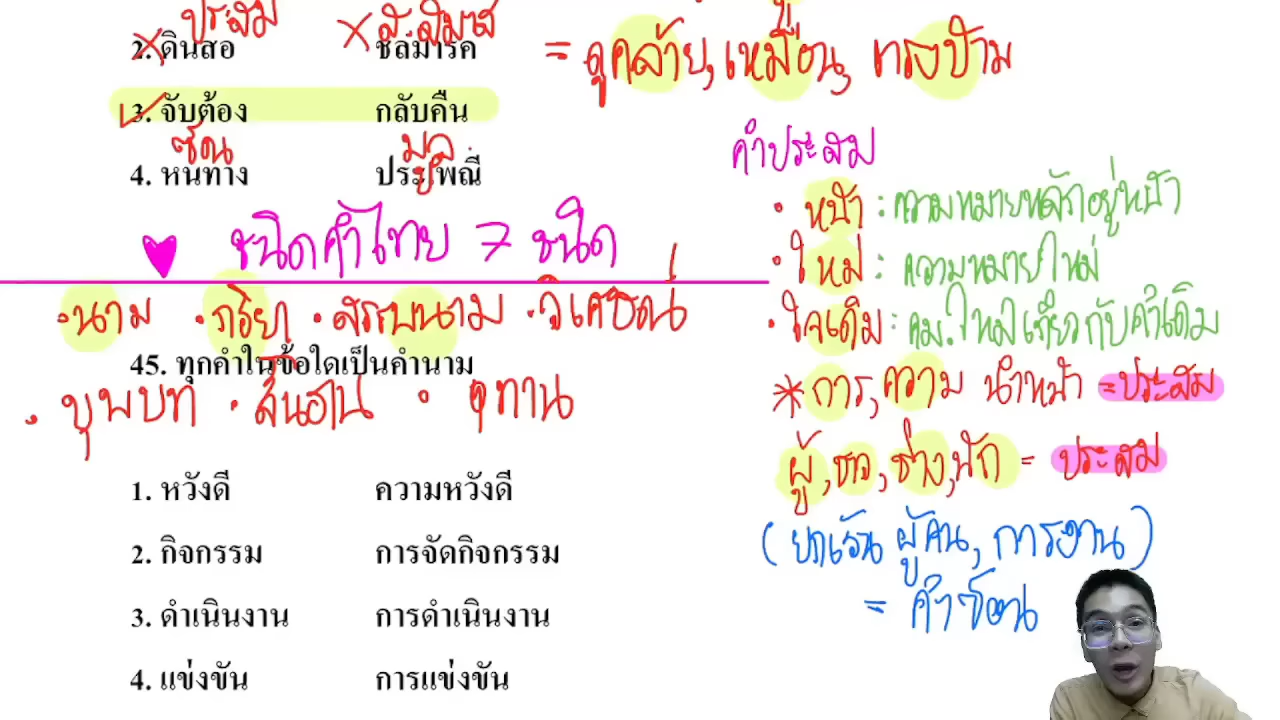 ประสม
ส.สมาส
2. ดินสอ ชลมารค
= ดูคล้าย, เหมือน, ตรงข้าม
3. จับต้อง กลับคืน
ซ้อน
คำประสม
4. หนทาง ประเพณี
• หน้า : ความหมายหลักอยู่หน้า
ชนิดคำไทย 7 ชนิด
• ใหม่ : ความหมายใหม่
• นาม • กริยา • สรรพนาม • วิเศษณ์
• ใจเดิม : คม.ใหม่เกี่ยวกับคำเดิม
45. ทุกคำในข้อใดเป็นคำนาม
* การ, ความ นำหน้า = ประสม
• บุพบท • สันธาน • อุทาน
ผู้, ชาว, ช่าง, นัก = ประสม
1. หวังดี ความหวังดี
(ยกเว้น ผู้คน, การงาน)
2. กิจกรรม การจัดกิจกรรม
= คำซ้อน
3. ดำเนินงาน การดำเนินงาน
4. แข่งขัน การแข่งขัน